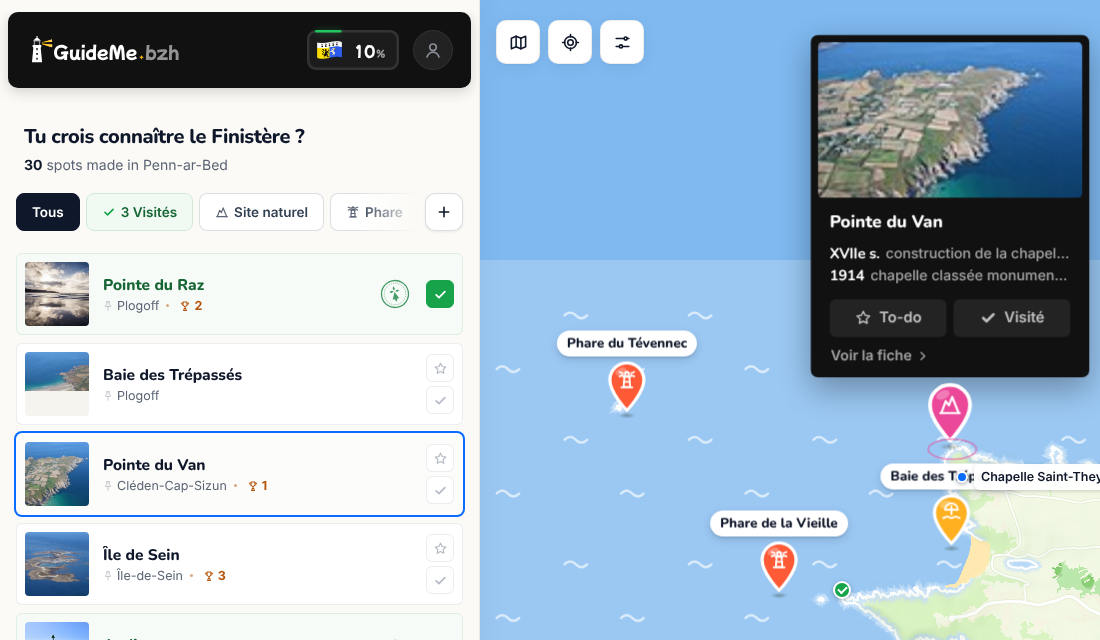 GuideMe.bzh
10%
Tu crois connaître le Finistère ?
30 spots made in Penn-ar-Bed
Tous
3 Visités
Site naturel
Phare
+
Pointe du Raz
Plogoff • 2
Baie des Trépassés
Plogoff
Pointe du Van
Cléden-Cap-Sizun • 1
Île de Sein
Île-de-Sein • 3
Pointe du Van
XVIIe s. construction de la chapel...
1914 chapelle classée monumen...
To-do
Visité
Voir la fiche
Phare du Tévennec
Baie des
Chapelle Saint-They
Phare de la Vieille